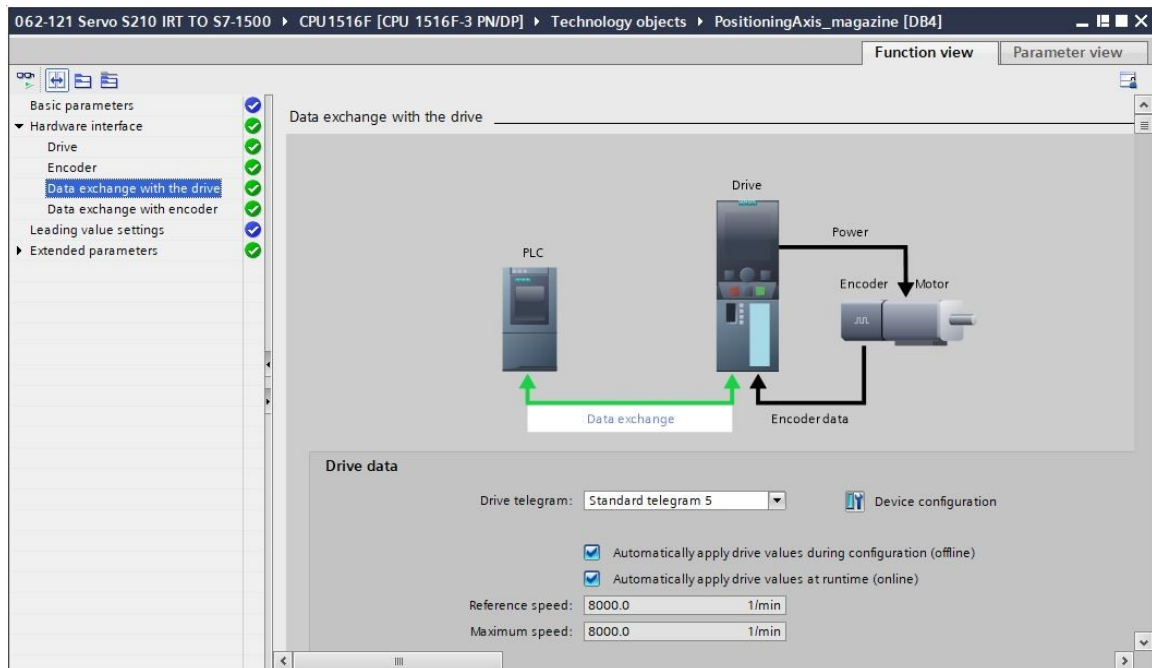 062-121 Servo S210 IRT TO S7-1500 ▸ CPU1516F [CPU 1516F-3 PN/DP] ▸ Technology objects ▸ PositioningAxis_magazine [DB4]
Function view
Parameter view
Basic parameters
Hardware interface
Drive
Encoder
Data exchange with the drive
Data exchange with encoder
Leading value settings
Extended parameters
Data exchange with the drive
Drive
Power
PLC
Encoder
Motor
Data exchange
Encoder data
Drive data
Drive telegram: Standard telegram 5
Device configuration
Automatically apply drive values during configuration (offline)
Automatically apply drive values at runtime (online)
Reference speed: 8000.0 1/min
Maximum speed: 8000.0 1/min